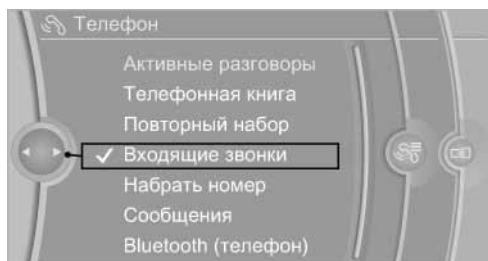 Телефон
Активные разговоры
Телефонная книга
Повторный набор
Входящие звонки
Набрать номер
Сообщения
Bluetooth (телефон)